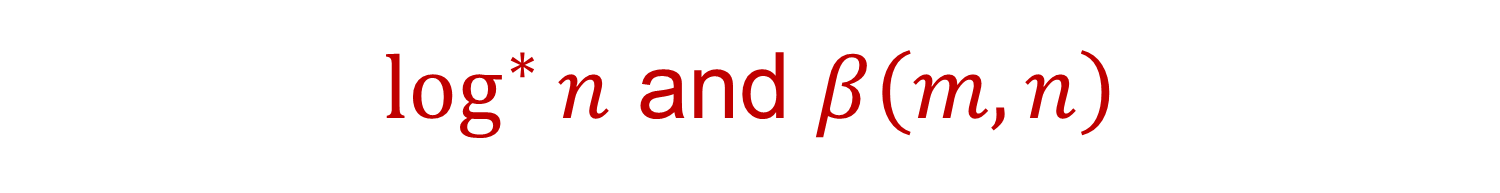 log* n and β(m, n)